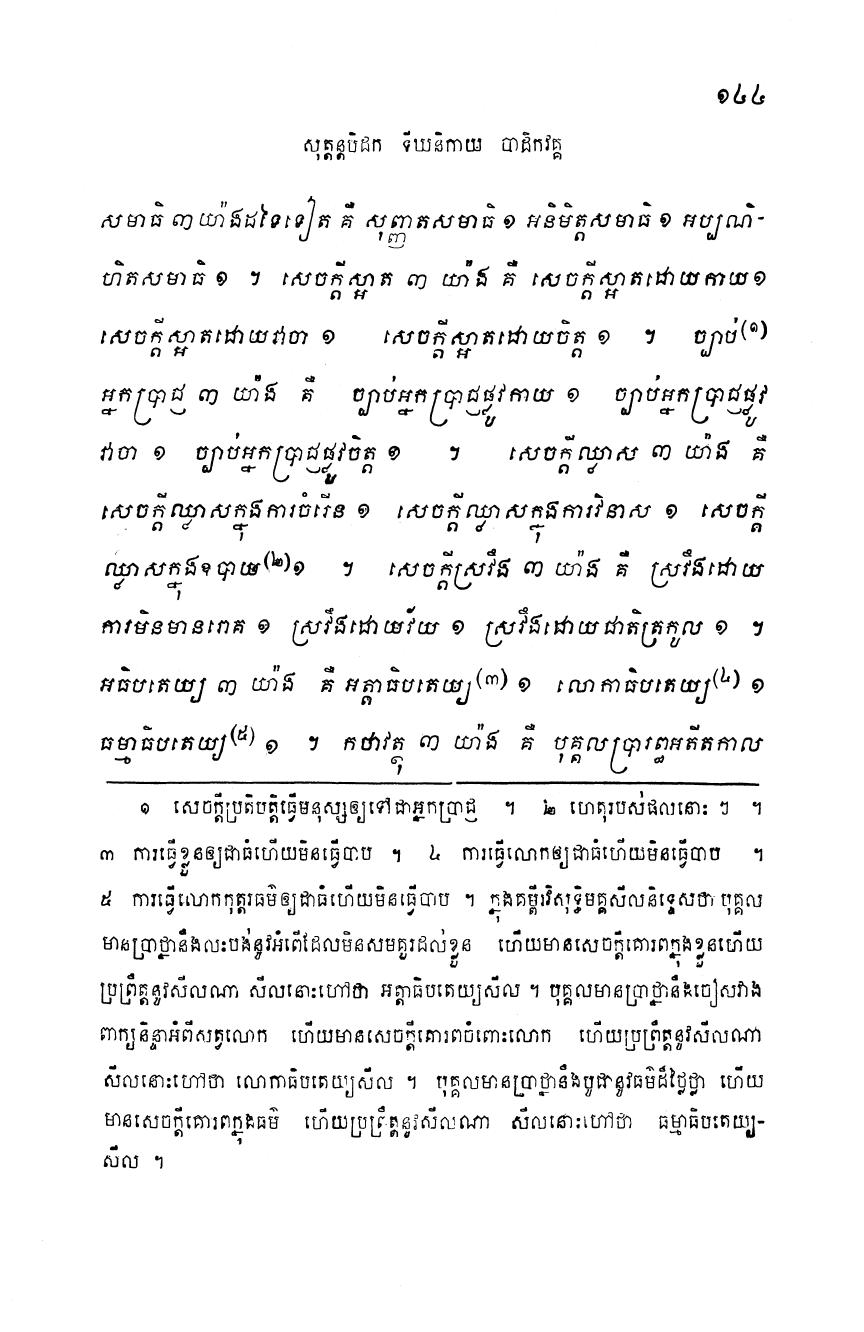 ១៤៤
សុត្តន្តបិដក ទីឃនិកាយ បាដិកវគ្គ
សមាធិ ៣ យ៉ាងដទៃទៀត គឺ សុញ្ញតសមាធិ ១ អនិមិត្តសមាធិ ១ អប្បណិ-
ហិតសមាធិ ១ ។ សេចក្តីស្អាត ៣ យ៉ាង គឺ សេចក្តីស្អាតដោយកាយ ១
សេចក្តីស្អាតដោយវាចា ១ សេចក្តីស្អាតដោយចិត្ត ១ ។ ច្បាប់(១)
អ្នកប្រាជ្ញ ៣ យ៉ាង គឺ ច្បាប់អ្នកប្រាជ្ញផ្លូវកាយ ១ ច្បាប់អ្នកប្រាជ្ញផ្លូវ
វាចា ១ ច្បាប់អ្នកប្រាជ្ញផ្លូវចិត្ត ១ ។ សេចក្តីឈ្លាស ៣ យ៉ាង គឺ
សេចក្តីឈ្លាសក្នុងការចំរើន ១ សេចក្តីឈ្លាសក្នុងការវិនាស ១ សេចក្តី
ឈ្លាសក្នុងឧបាយ(២)១ ។ សេចក្តីស្រវឹង ៣ យ៉ាង គឺ ស្រវឹងដោយ
ការមិនមានរោគ ១ ស្រវឹងដោយវ័យ ១ ស្រវឹងដោយជាតិត្រកូល ១ ។
អធិបតេយ្យ ៣ យ៉ាង គឺ អត្តាធិបតេយ្យ(៣) ១ លោកាធិបតេយ្យ(៤) ១
ធម្មាធិបតេយ្យ(៥) ១ ។ កថាវត្ថុ ៣ យ៉ាង គឺ បុគ្គលប្រារព្ធអតីតកាល
១ សេចក្តីប្រតិបត្តិធ្វើមនុស្សឲ្យទៅជាអ្នកប្រាជ្ញ ។ ២ ហេតុរបស់ផលនោះ ៗ ។
៣ ការធ្វើខ្លួនឲ្យជាធំហើយមិនធ្វើបាប ។ ៤ ការធ្វើលោកឲ្យជាធំហើយមិនធ្វើបាប ។
៥ ការធ្វើលោកកុត្តរធម៌ឲ្យជាធំហើយមិនធ្វើបាប ។ ក្នុងគម្ពីរវិសុទ្ធិមគ្គសីលនិទ្ទេសថា បុគ្គល
មានប្រាថ្នានឹងលះបង់នូវអំពើដែលមិនសមគួរដល់ខ្លួន ហើយមានសេចក្តីគោរពក្នុងខ្លួនហើយ
ប្រព្រឹត្តនូវសីលណា សីលនោះហៅថា អត្តាធិបតេយ្យសីល ។ បុគ្គលមានប្រាថ្នានឹងចៀសវាង
ពាក្យនិន្ទាអំពីសត្វលោក ហើយមានសេចក្តីគោរពចំពោះលោក ហើយប្រព្រឹត្តនូវសីលណា
សីលនោះហៅថា លោកាធិបតេយ្យសីល ។ បុគ្គលមានប្រាថ្នានឹងបូជានូវធម៌ដ៏ថ្លៃថ្លា ហើយ
មានសេចក្តីគោរពក្នុងធម៌ ហើយប្រព្រឹត្តនូវសីលណា សីលនោះហៅថា ធម្មាធិបតេយ្យ-
សីល ។